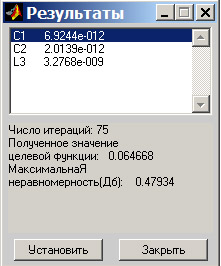 Результаты
C1 6.9244e-012
C2 2.0139e-012
L3 3.2768e-009
Число итераций: 75
Полученное значение
целевой функции: 0.064668
МаксимальнаЯ
неравномерность(Дб): 0.47934
Установить Закрыть